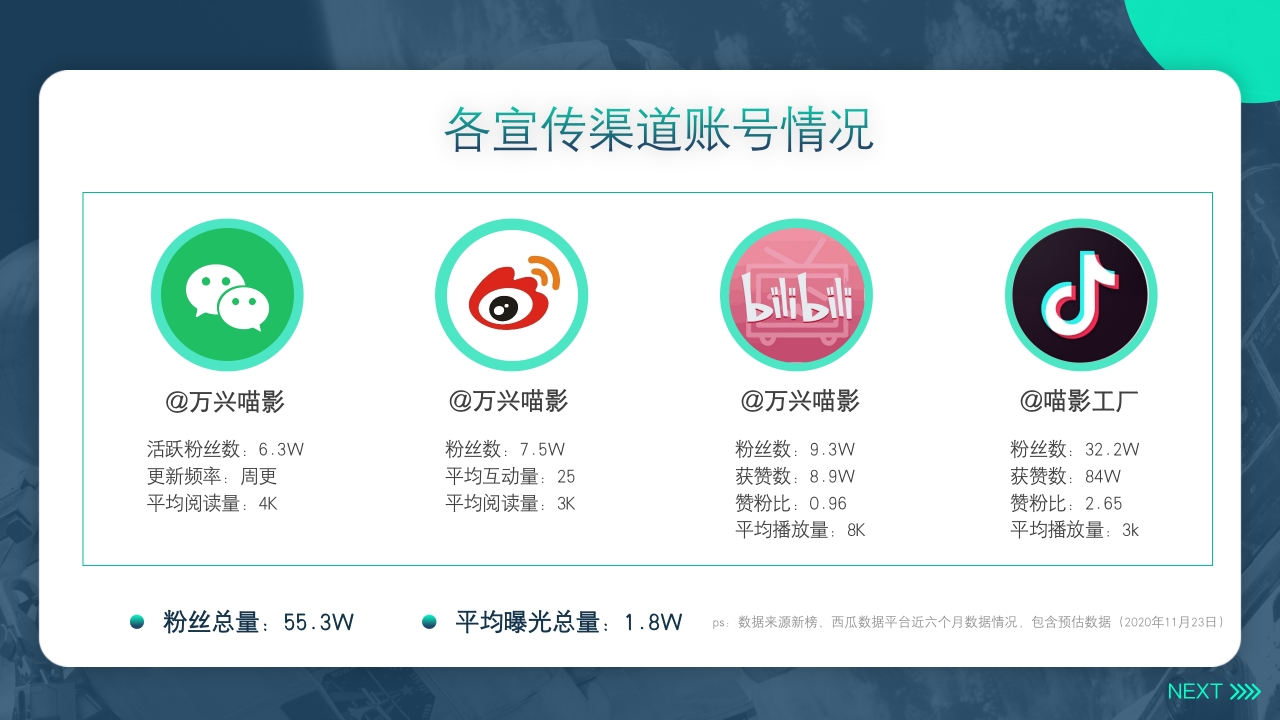 各宣传渠道账号情况
bilibili
@万兴喵影
活跃粉丝数：6.3W
更新频率：周更
平均阅读量：4K
@万兴喵影
粉丝数：7.5W
平均互动量：25
平均阅读量：3K
@万兴喵影
粉丝数：9.3W
获赞数：8.9W
赞粉比：0.96
平均播放量：8K
@喵影工厂
粉丝数：32.2W
获赞数：84W
赞粉比：2.65
平均播放量：3k
粉丝总量：55.3W
平均曝光总量：1.8W
ps：数据来源新榜、西瓜数据平台近六个月数据情况，包含预估数据（2020年11月23日）
NEXT